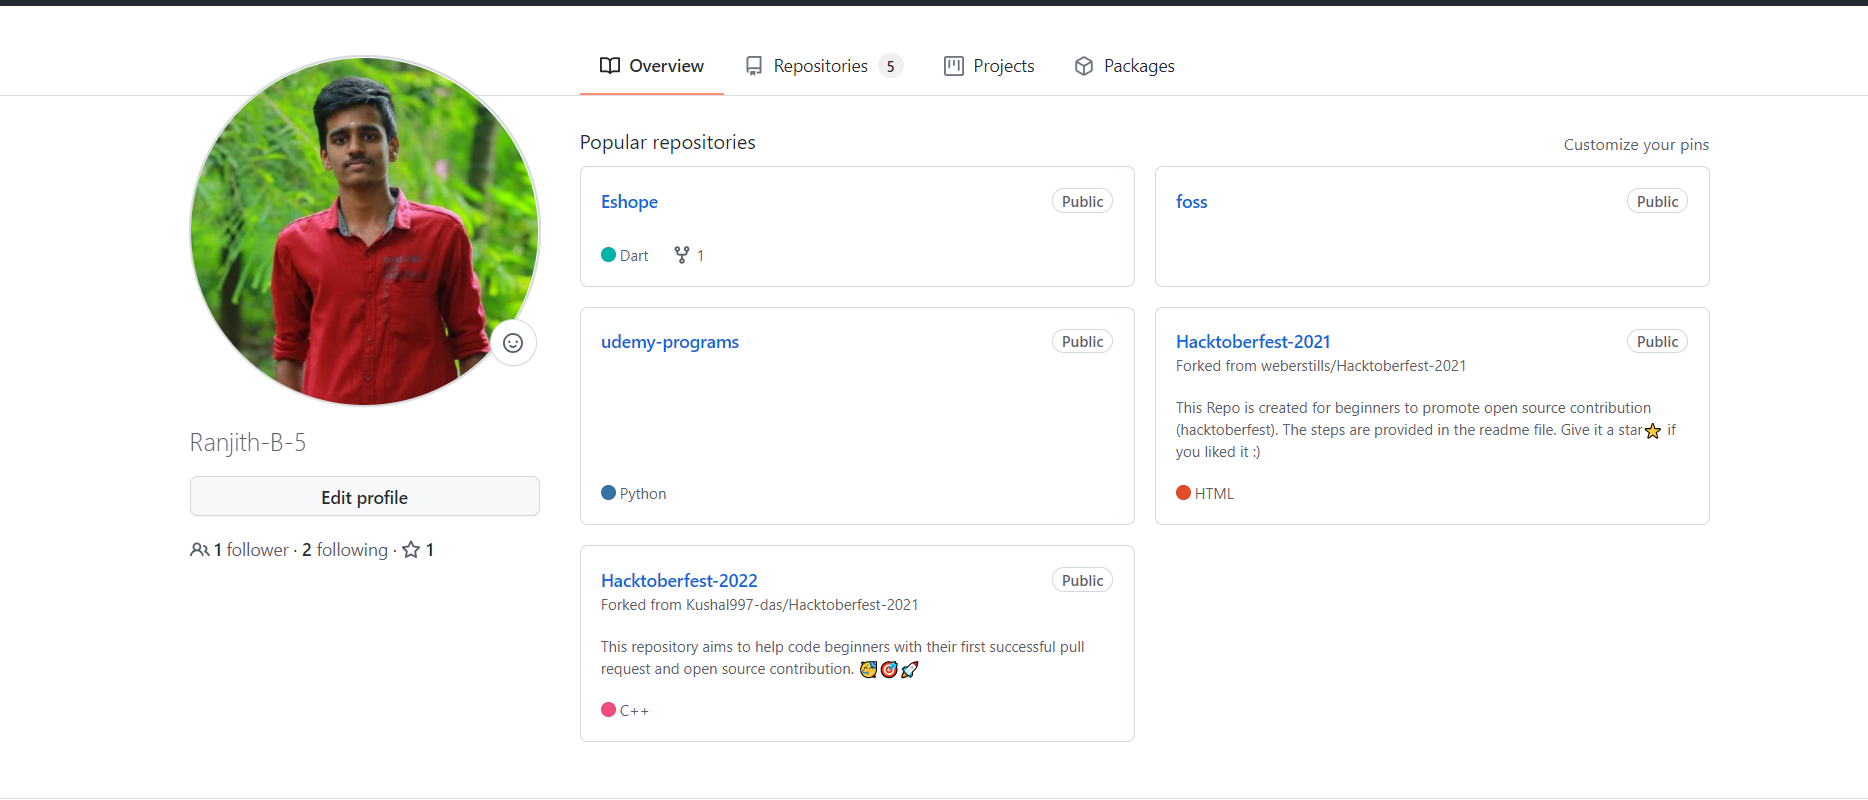 Overview Repositories 5 Projects Packages
Popular repositories
Customize your pins
Eshope Public
Dart 1
foss Public
udemy-programs Public
Python
Hacktoberfest-2021 Public
Forked from weberstills/Hacktoberfest-2021
This Repo is created for beginners to promote open source contribution
(hacktoberfest). The steps are provided in the readme file. Give it a star⭐ if
you liked it :)
HTML
Hacktoberfest-2022 Public
Forked from Kushal997-das/Hacktoberfest-2021
This repository aims to help code beginners with their first successful pull
request and open source contribution. 🥳🎯🚀
C++
Ranjith-B-5
Edit profile
1 follower · 2 following · 1